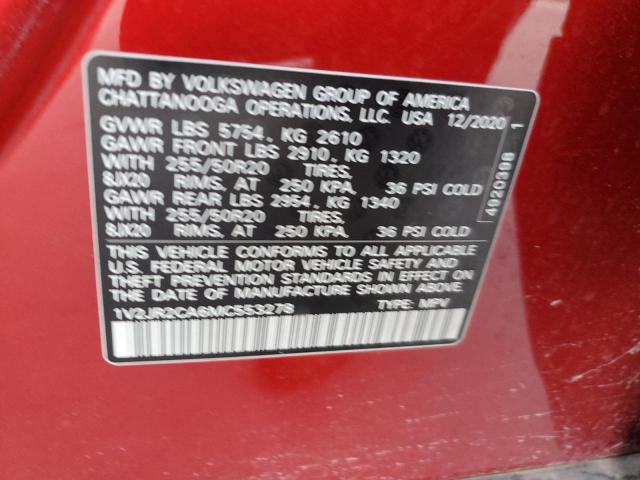 MFD BY VOLKSWAGEN GROUP OF AMERICA
CHATTANOOGA OPERATIONS, LLC. USA 12/2020
GVWR LBS 5754, KG 2610
GAWR FRONT LBS 2910, KG 1320
WITH 255/50R20 TIRES.
8JX20 RIMS. AT 250 KPA, 36 PSI COLD
GAWR REAR LBS 2954, KG 1340
WITH 255/50R20 TIRES.
8JX20 RIMS. AT 250 KPA, 36 PSI COLD
THIS VEHICLE CONFORMS TO ALL APPLICABLE
U.S. FEDERAL MOTOR VEHICLE SAFETY AND
THEFT PREVENTION STANDARDS IN EFFECT ON
THE DATE OF MANUFACTURE SHOWN ABOVE.
1V2JR2CA6MC553278 TYPE: MPV
4920398 1